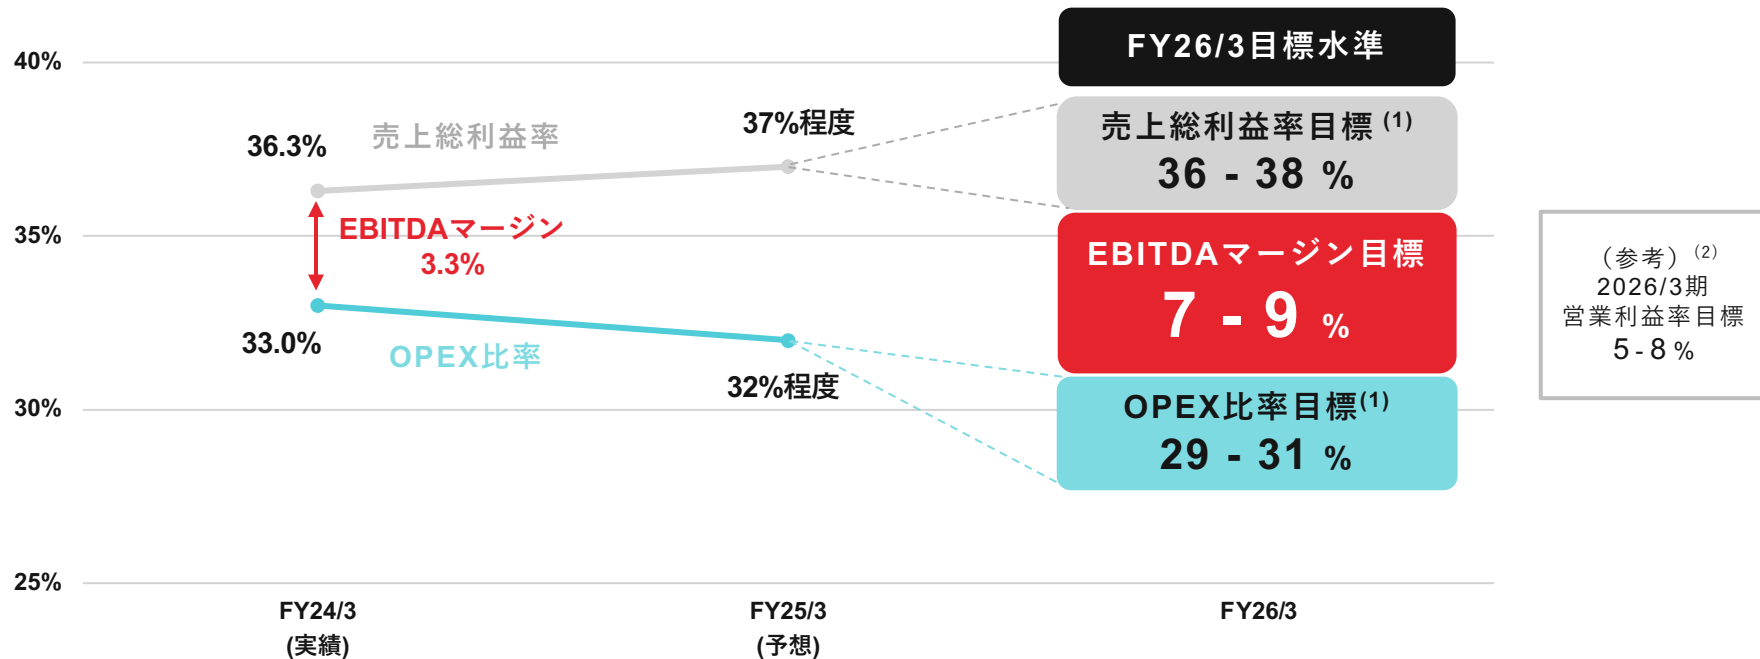 40%
35%
30%
25%
36.3%
売上総利益率
37%程度
EBITDAマージン
3.3%
33.0%
OPEX比率
32%程度
FY26/3目標水準
売上総利益率目標 (1)
36 - 38 %
EBITDAマージン目標
7 - 9 %
OPEX比率目標(1)
29 - 31 %
（参考）(2)
2026/3期
営業利益率目標
5 - 8 %
FY24/3
(実績)
FY25/3
(予想)
FY26/3